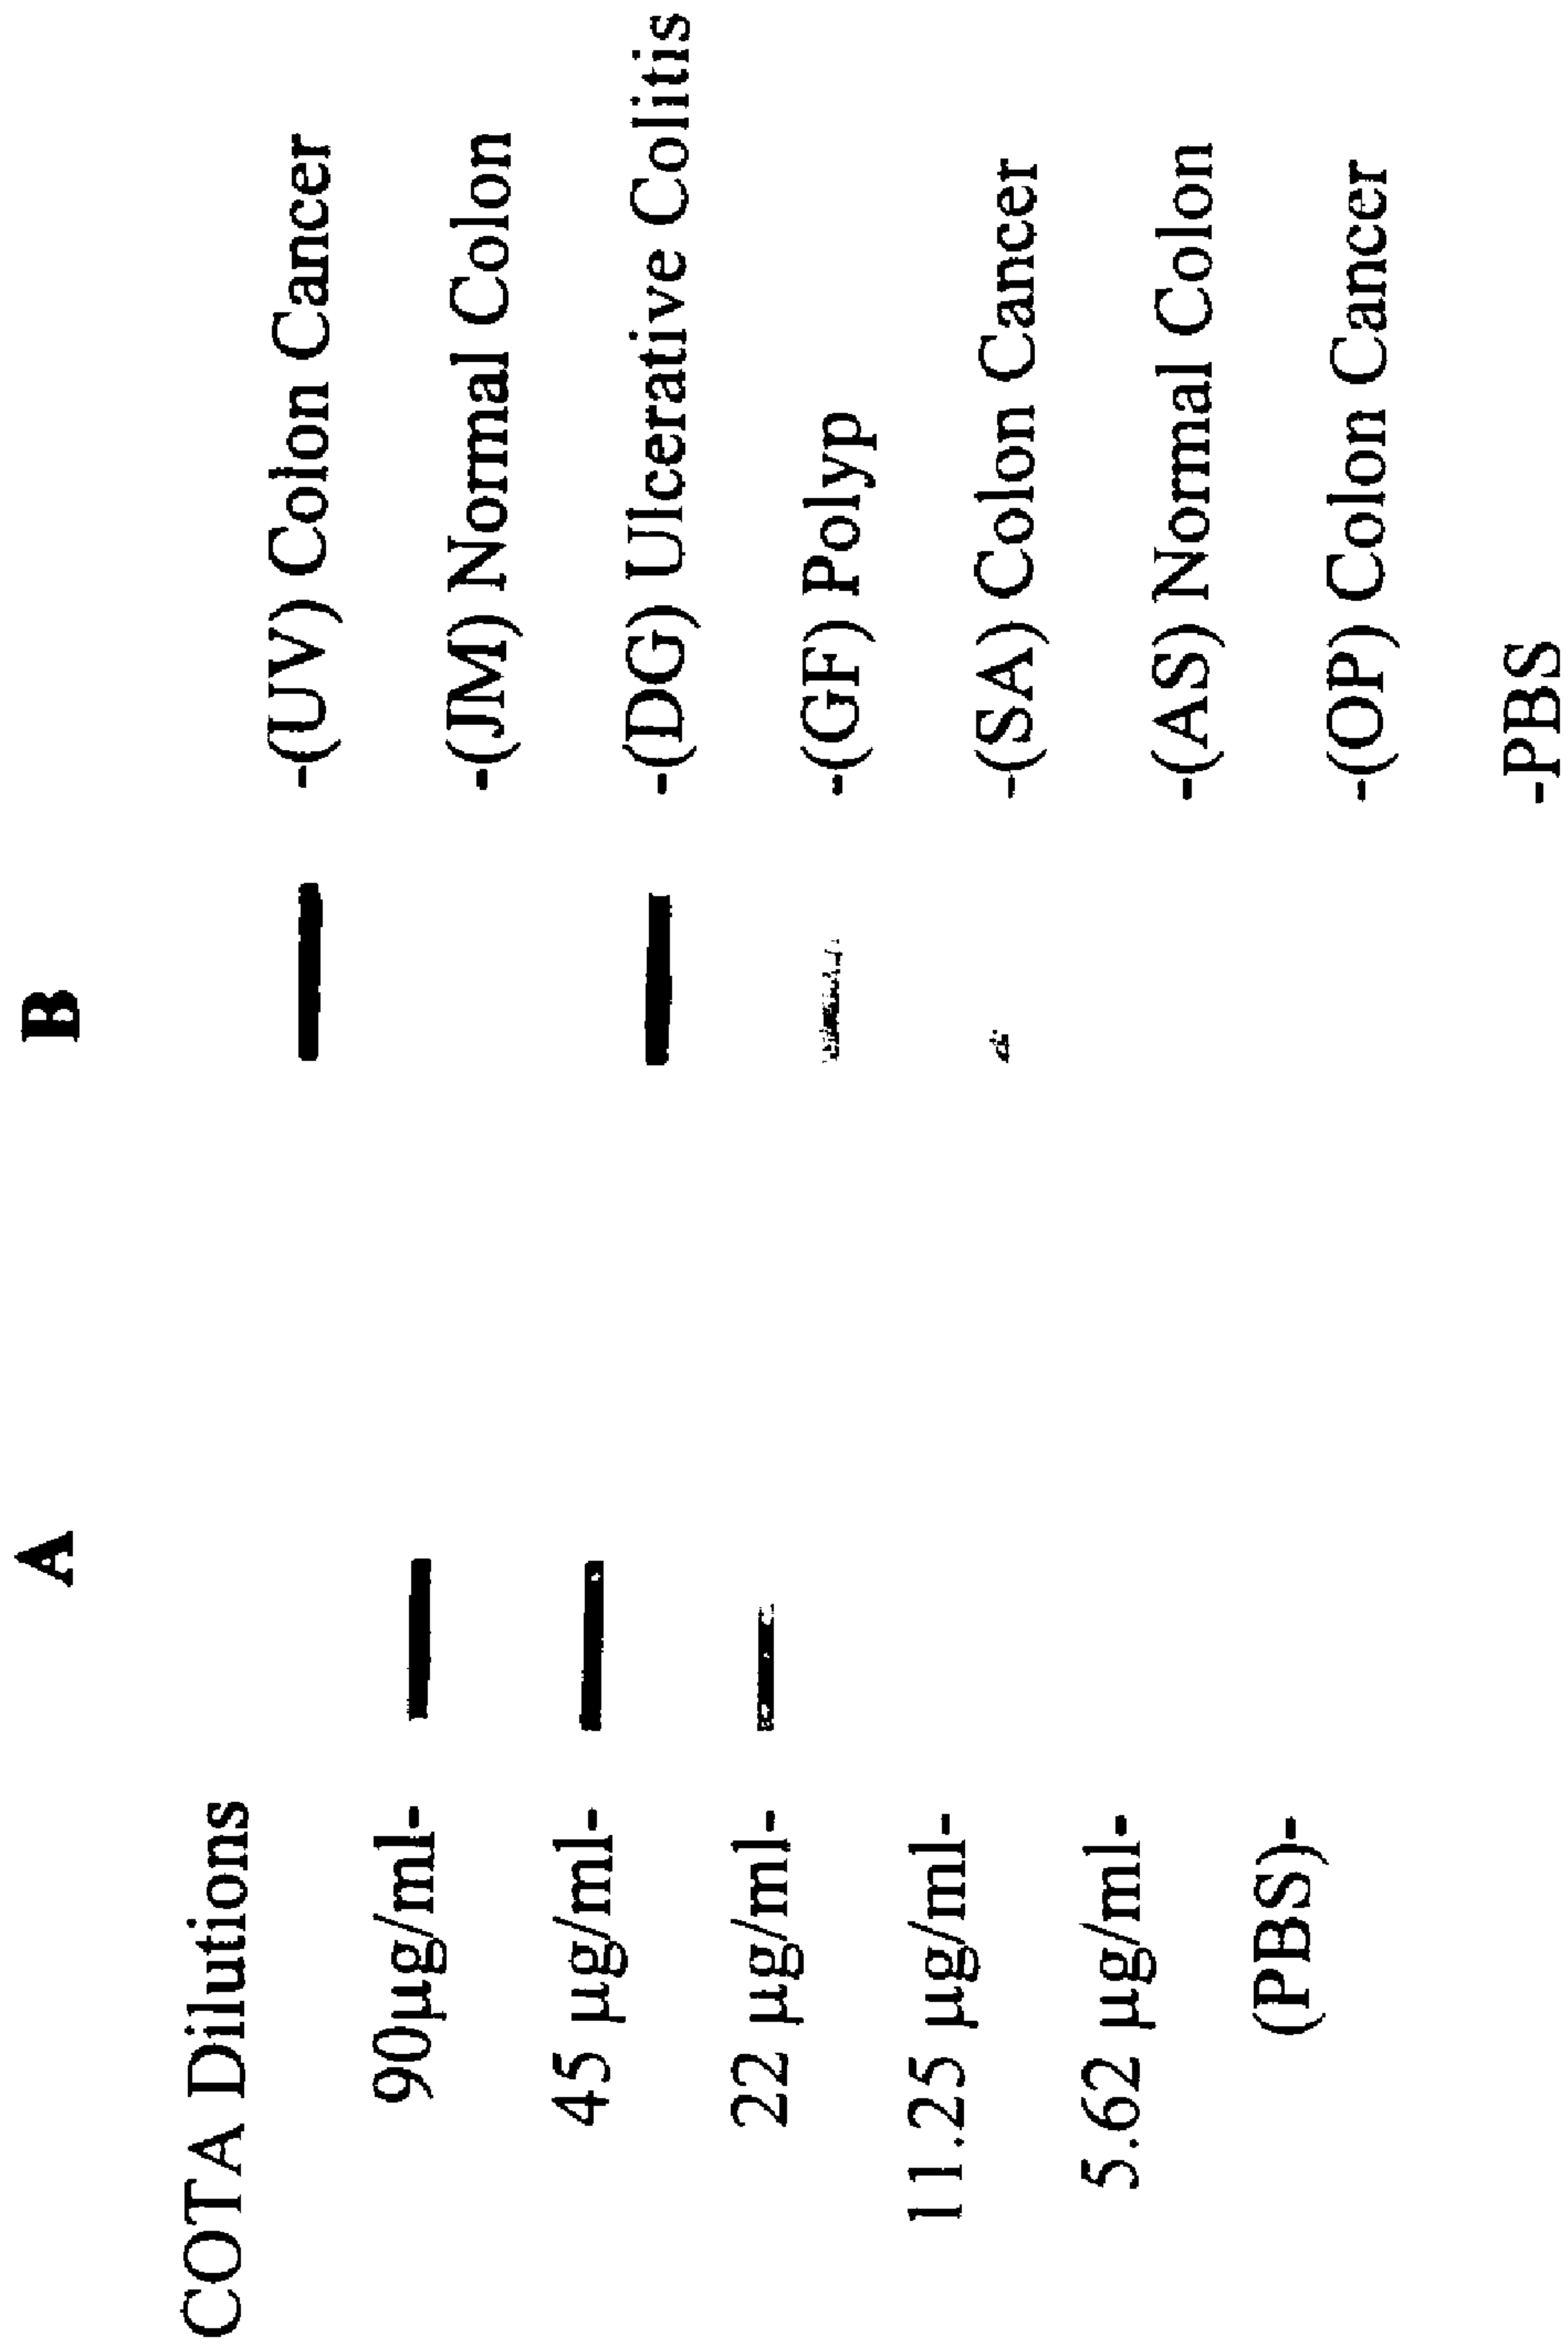 A
B
COTA Dilutions
90µg/ml-
45 µg/ml-
22 µg/ml-
11.25 µg/ml-
5.62 µg/ml-
(PBS)-
-(UV) Colon Cancer
-(JM) Normal Colon
-(DG) Ulcerative Colitis
-(GF) Polyp
-(SA) Colon Cancer
-(AS) Normal Colon
-(OP) Colon Cancer
-PBS